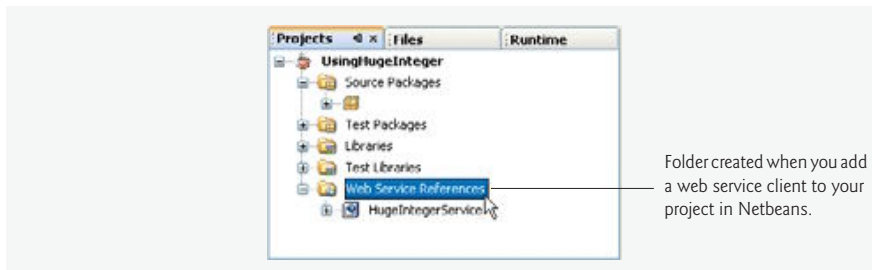 Projects Files Runtime
UsingHugeInteger
Source Packages
Test Packages
Libraries
Test Libraries
Web Service References
HugeIntegerService
Folder created when you add
a web service client to your
project in Netbeans.